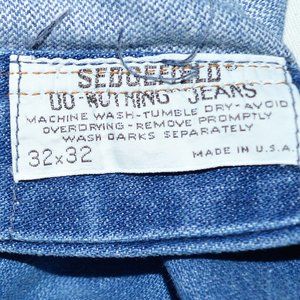 SEDGEFIELD
DO-NOTHING JEANS
MACHINE WASH-TUMBLE DRY-AVOID
OVERDRYING-REMOVE PROMPTLY
WASH DARKS SEPARATELY
32x32
MADE IN U.S.A.